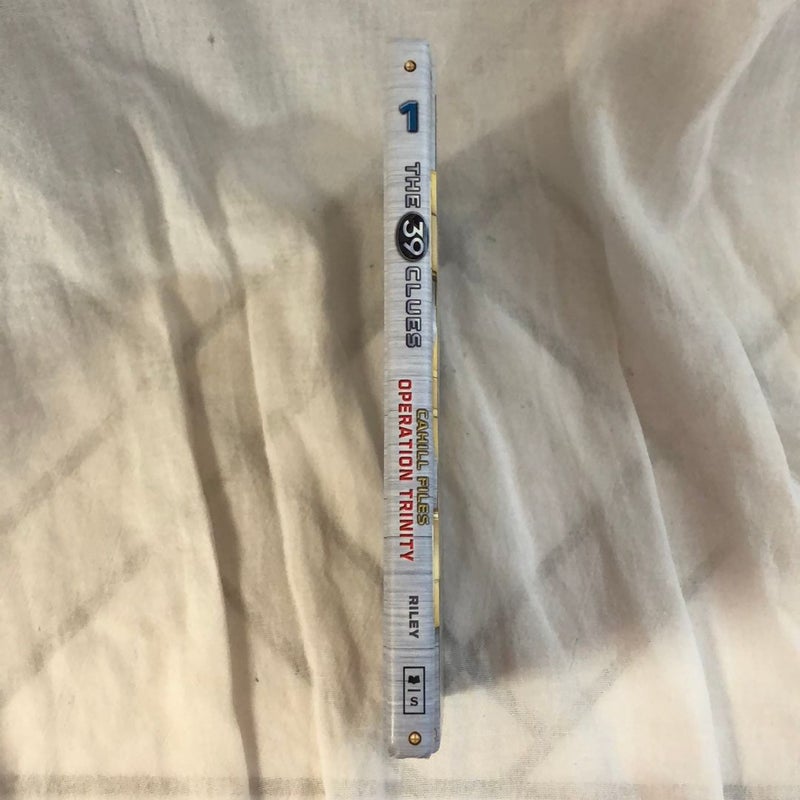 1
THE 39 CLUES
CAHILL FILES
OPERATION TRINITY
RILEY
S